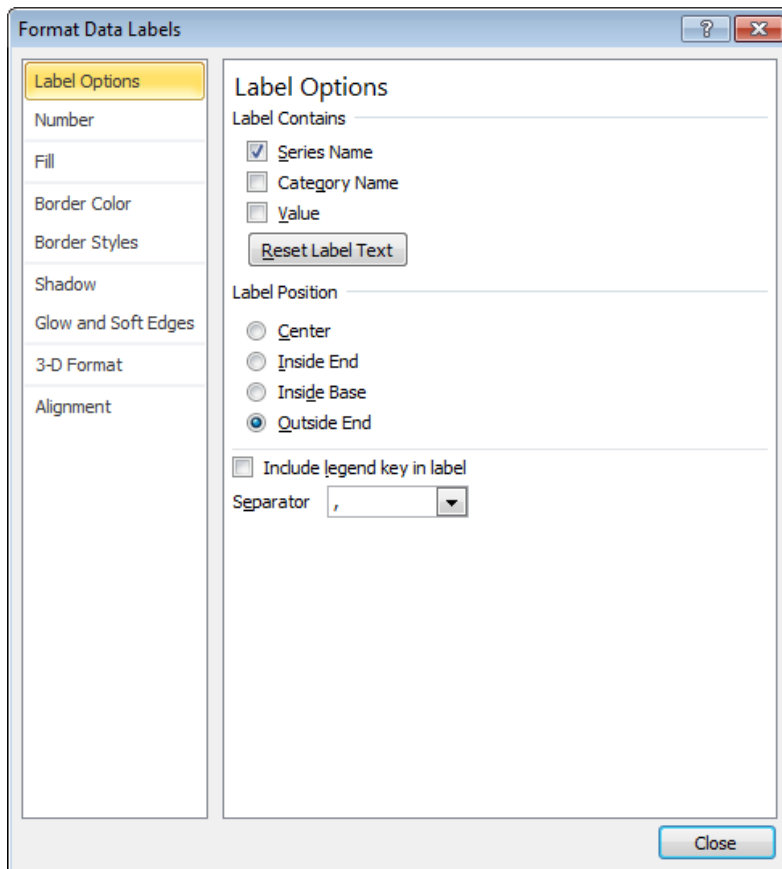 Format Data Labels
Label Options
Number
Fill
Border Color
Border Styles
Shadow
Glow and Soft Edges
3-D Format
Alignment
Label Options
Label Contains
Series Name
Category Name
Value
Reset Label Text
Label Position
Center
Inside End
Inside Base
Outside End
Include legend key in label
Separator ,
Close